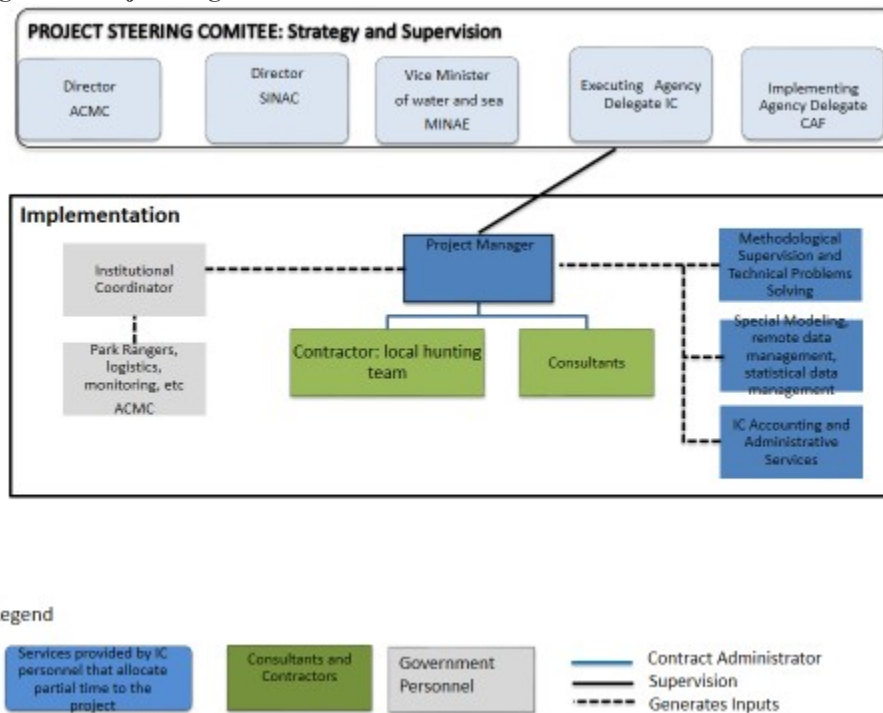 PROJECT STEERING COMITEE: Strategy and Supervision
Director
ACMC
Director
SINAC
Vice Minister
of water and sea
MINAE
Executing Agency
Delegate IC
Implementing
Agency Delegate
CAF
Implementation
Institutional
Coordinator
Park Rangers,
logistics,
monitoring, etc
ACMC
Project Manager
Contractor: local hunting
team
Consultants
Methodological
Supervision and
Technical Problems
Solving
Special Modeling,
remote data
management,
statistical data
management
IC Accounting and
Administrative
Services
egend
Services provided by IC
personnel that allocate
partial time to the
project
Consultants and
Contractors
Government
Personnel
Contract Administrator
Supervision
Generates Inputs